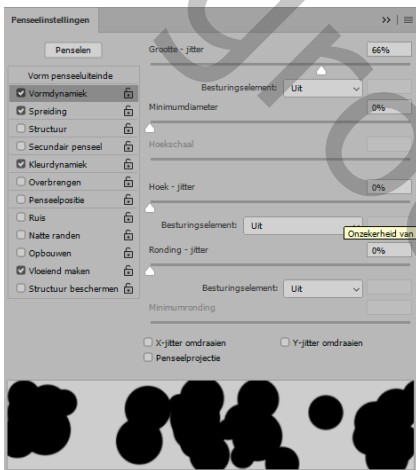 Penseelinstellingen
Penselen
Grootte - jitter 66%
Vorm penseeluiteinde
Besturingselement: Uit
Vormdynamiek
Minimumdiameter 0%
Spreiding
Structuur
Hoekschaal
Secundair penseel
Kleurdynamiek
Overbrengen
Hoek - jitter 0%
Penseelpositie
Ruis
Besturingselement: Uit
Natte randen
Onzekerheid van
Opbouwen
Ronding - jitter 0%
Vloeiend maken
Structuur beschermen
Besturingselement: Uit
Minimumronding
X-jitter omdraaien
Y-jitter omdraaien
Penseelprojectie